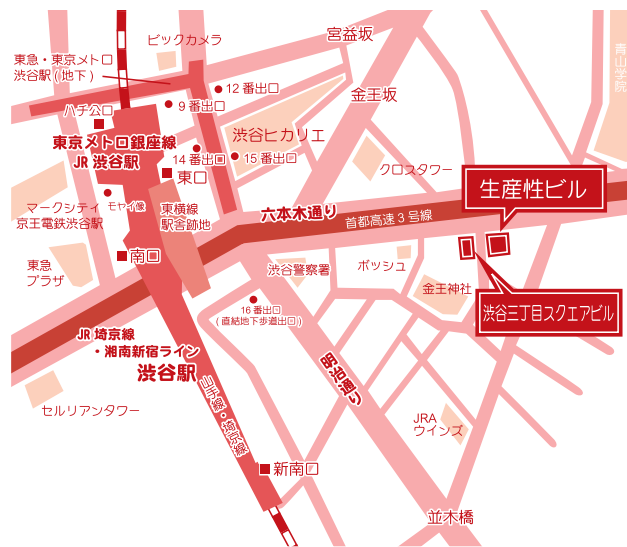 ビックカメラ
宮益坂
青山学院
東急・東京メトロ
渋谷駅(地下)
12番出口
金王坂
9番出口
ハチ公口
東京メトロ銀座線
JR渋谷駅
渋谷ヒカリエ
14番出口
15番出口
クロスタワー
東口
生産性ビル
マークシティ
京王電鉄渋谷駅
モヤイ像
東横線
駅舎跡地
六本木通り
首都高速3号線
南口
東急
プラザ
渋谷警察署
ボッシュ
金王神社
渋谷三丁目スクエアビル
16番出口
(直結地下歩道出口)
JR埼京線
・湘南新宿ライン
渋谷駅
明治通り
山手線・埼京線
セルリアンタワー
JRA
ウインズ
新南口
並木橋